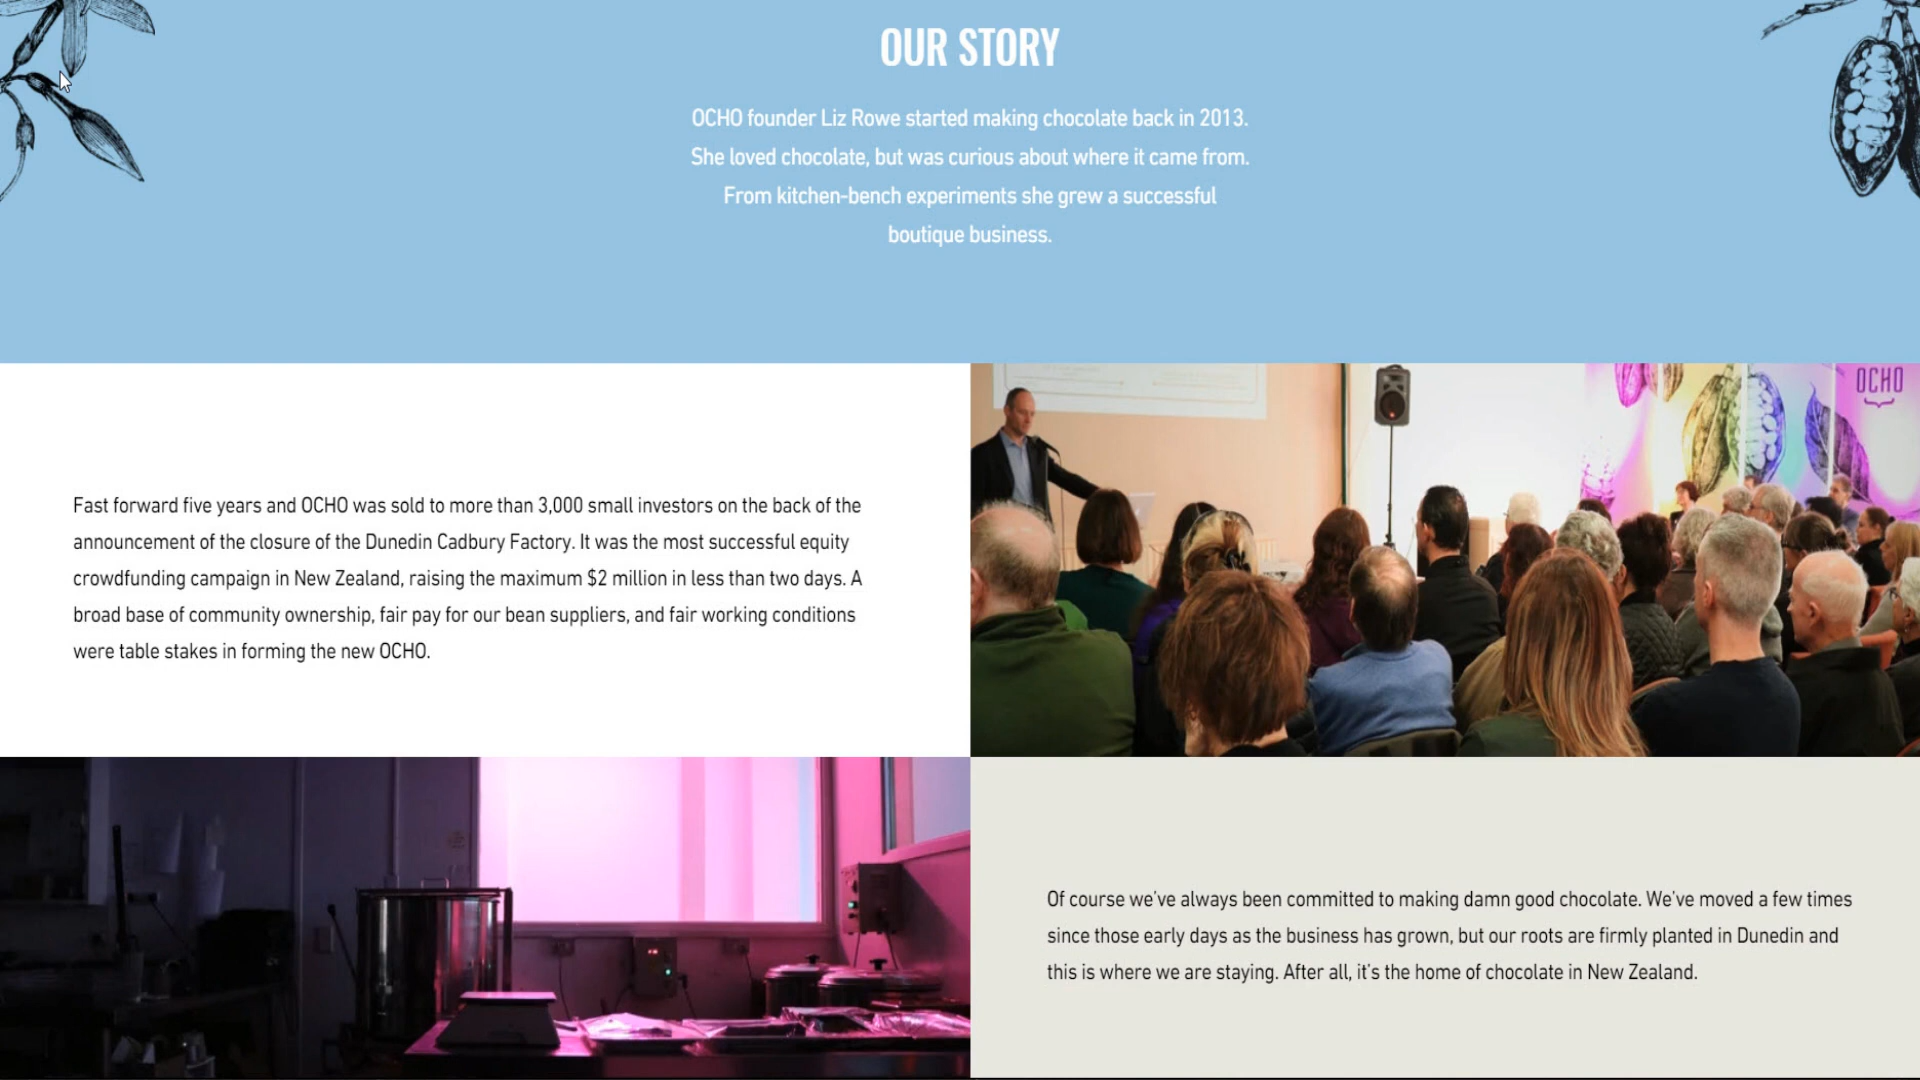 OUR STORY
OCHO founder Liz Rowe started making chocolate back in 2013.
She loved chocolate, but was curious about where it came from.
From kitchen-bench experiments she grew a successful
boutique business.
OCHO
Fast forward five years and OCHO was sold to more than 3,000 small investors on the back of the
announcement of the closure of the Dunedin Cadbury Factory. It was the most successful equity
crowdfunding campaign in New Zealand, raising the maximum $2 million in less than two days. A
broad base of community ownership, fair pay for our bean suppliers, and fair working conditions
were table stakes in forming the new OCHO.
Of course we've always been committed to making damn good chocolate. We've moved a few times
since those early days as the business has grown, but our roots are firmly planted in Dunedin and
this is where we are staying. After all, it's the home of chocolate in New Zealand.